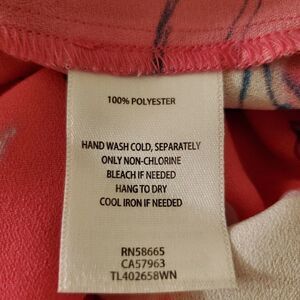 100% POLYESTER
HAND WASH COLD, SEPARATELY
ONLY NON-CHLORINE
BLEACH IF NEEDED
HANG TO DRY
COOL IRON IF NEEDED
RN58665
CA57963
TL402658WN